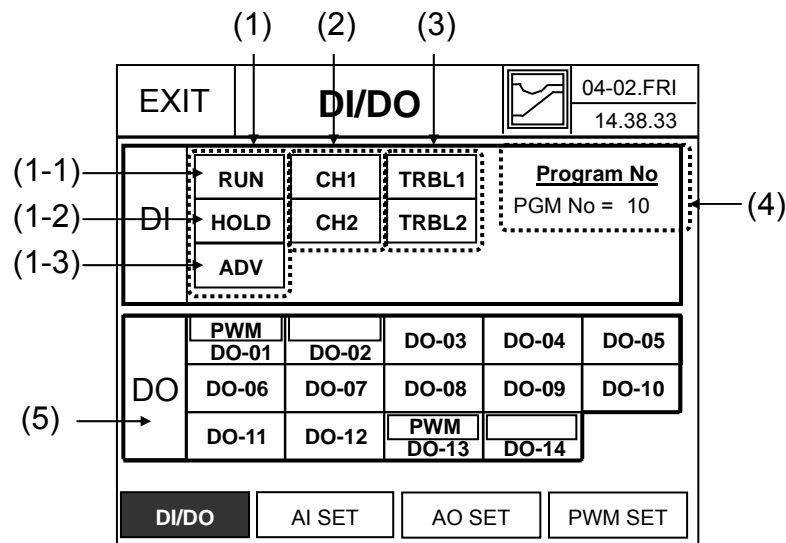 (1) (2) (3)
EXIT DI/DO 04-02.FRI
14.38.33
(1-1) RUN CH1 TRBL1 Program No
(1-2) DI HOLD CH2 TRBL2 PGM No = 10 (4)
(1-3) ADV
PWM
DO-01 DO-02 DO-03 DO-04 DO-05
DO DO-06 DO-07 DO-08 DO-09 DO-10
(5) DO-11 DO-12 PWM
DO-13 DO-14
DI/DO AI SET AO SET PWM SET